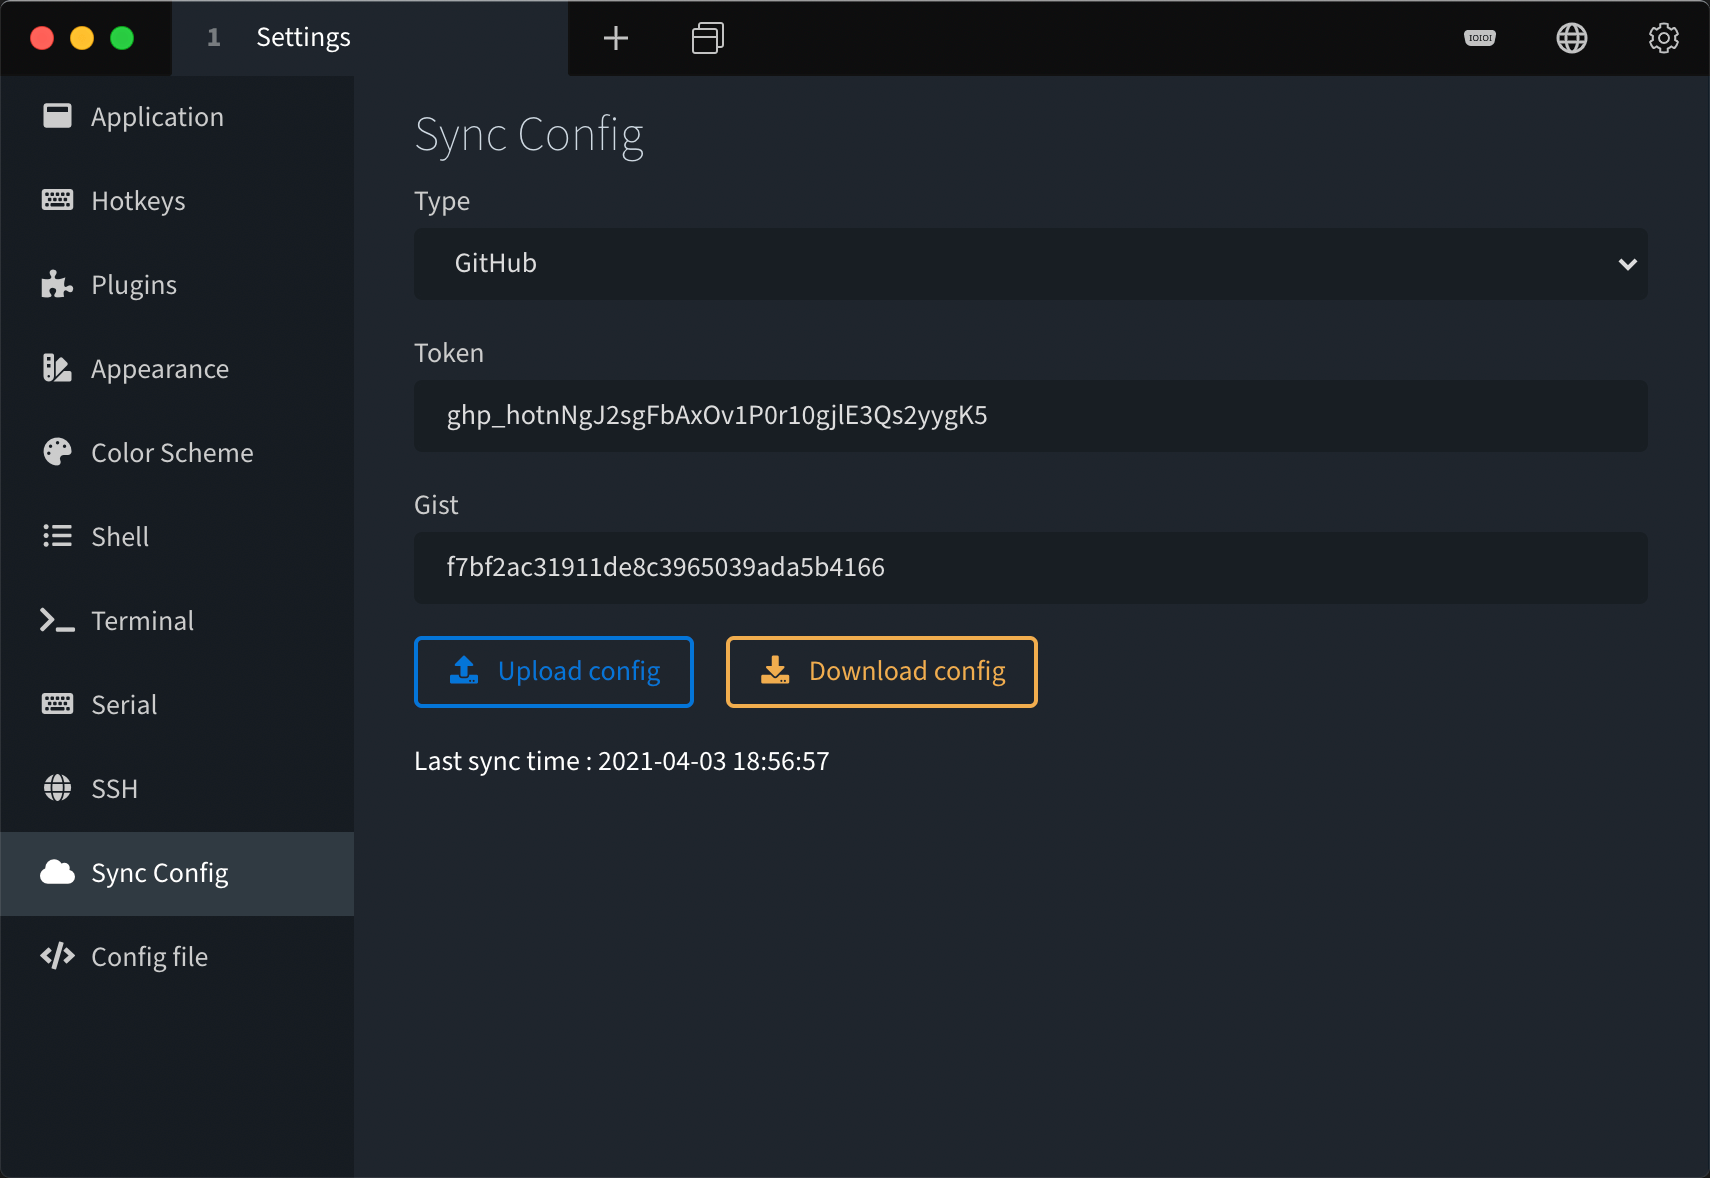 1 Settings
IOIOI
Application
Hotkeys
Plugins
Appearance
Color Scheme
Shell
Terminal
Serial
SSH
Sync Config
Config file
Sync Config
Type
GitHub
Token
ghp_hotnNgJ2sgFbAxOv1P0r10gjlE3Qs2yygK5
Gist
f7bf2ac31911de8c3965039ada5b4166
Upload config
Download config
Last sync time : 2021-04-03 18:56:57